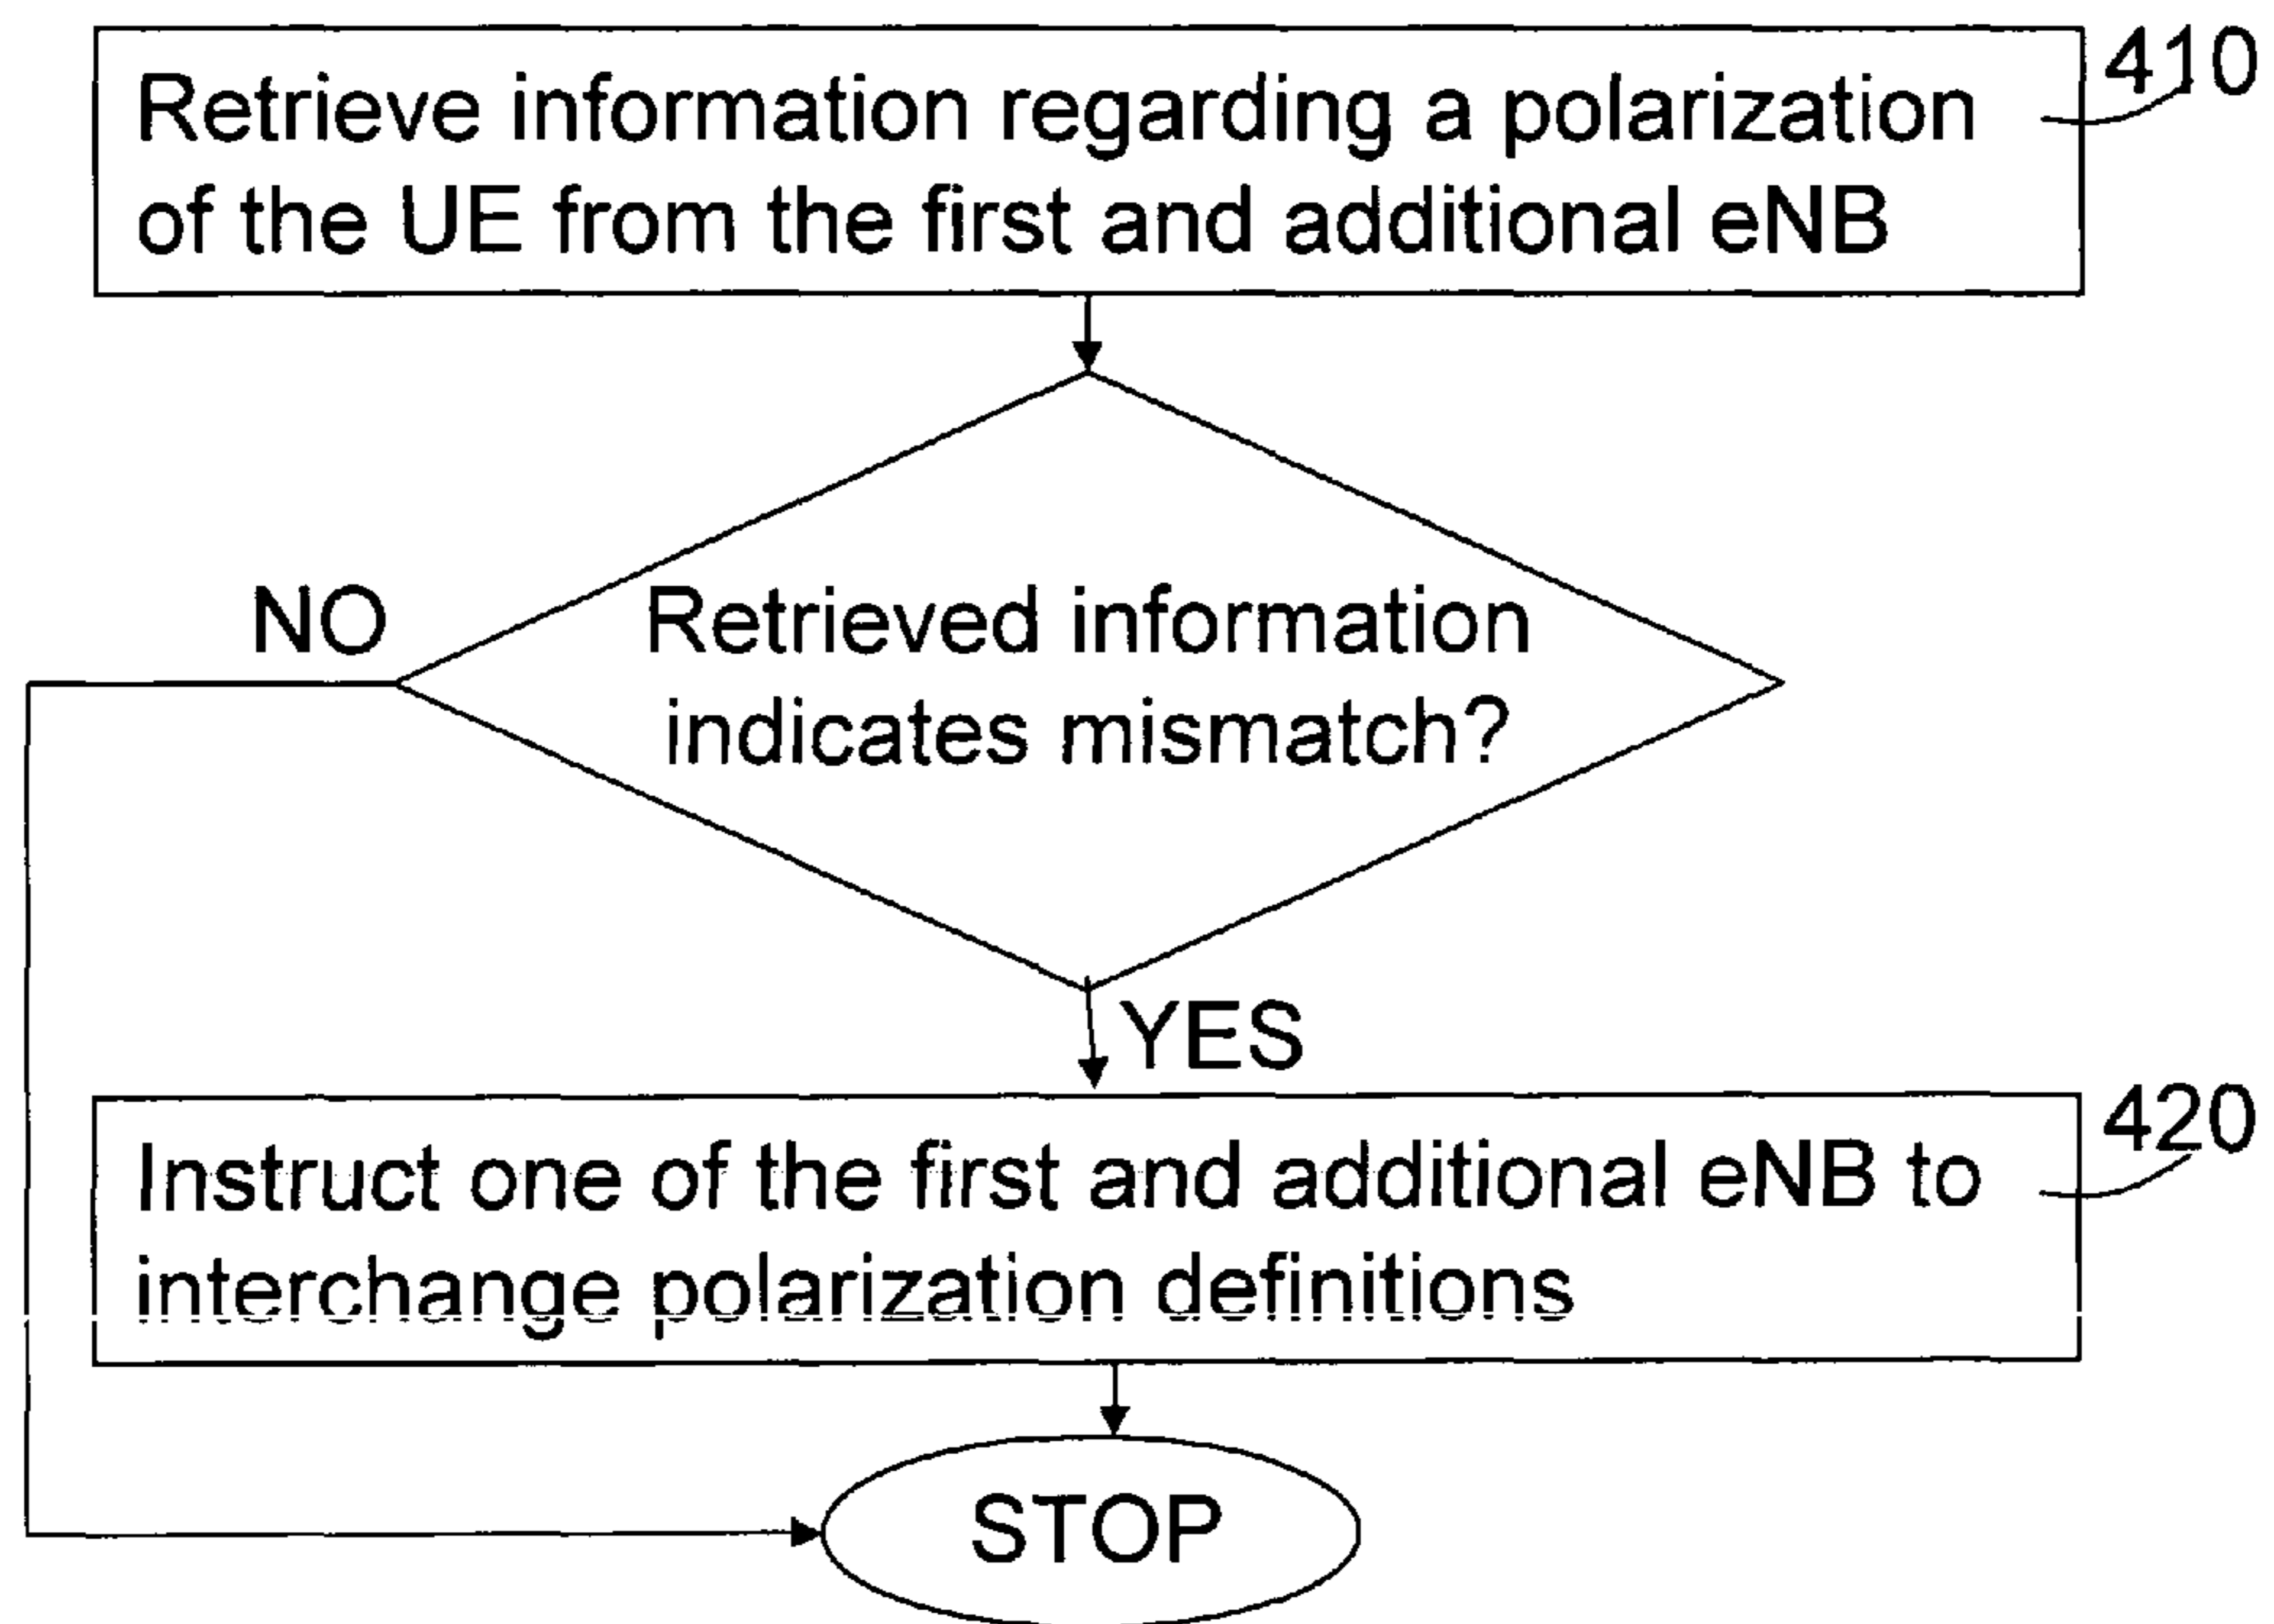 Retrieve information regarding a polarization
of the UE from the first and additional eNB
410
Retrieved information
indicates mismatch?
NO
YES
Instruct one of the first and additional eNB to
interchange polarization definitions
420
STOP